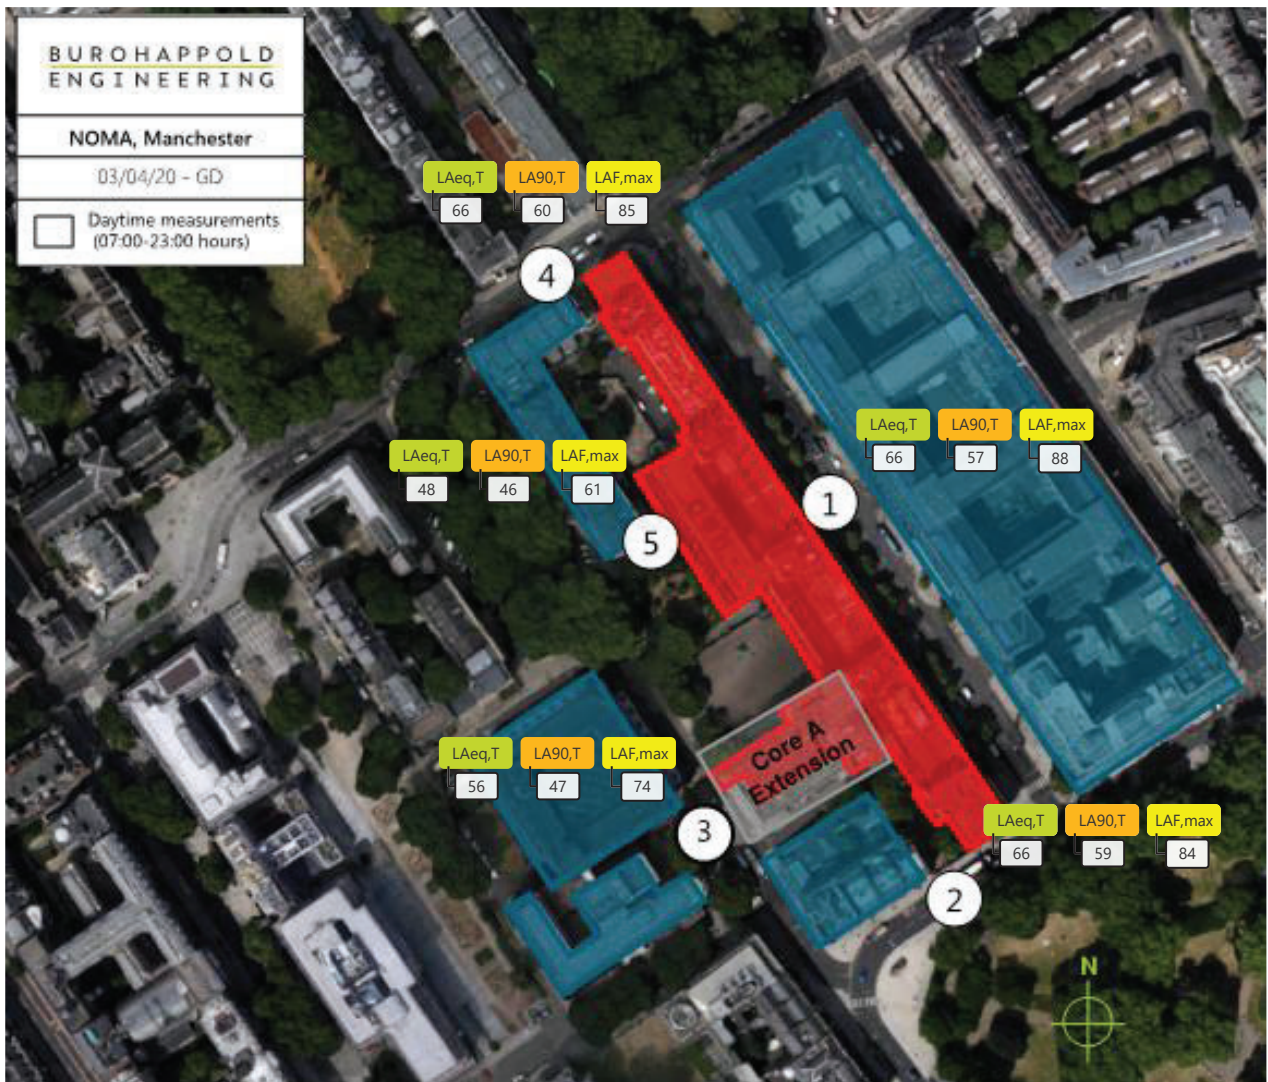 BUROHAPPOLD
ENGINEERING
NOMA, Manchester
03/04/20 - GD
Daytime measurements
(07:00-23:00 hours)
LAeq,T LA90,T LAF,max
66 60 85
4
LAeq,T LA90,T LAF,max
66 57 88
1
LAeq,T LA90,T LAF,max
48 46 61
5
Core A
Extension
LAeq,T LA90,T LAF,max
56 47 74
3
LAeq,T LA90,T LAF,max
66 59 84
2
N